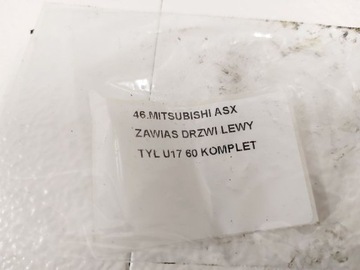 46.MITSUBISHI ASX
ZAWIAS DRZWI LEWY
TYL U17 60 KOMPLET